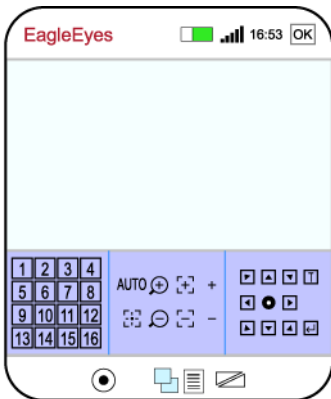 EagleEyes 16:53 OK
1 2 3 4
5 6 7 8
9 10 11 12
13 14 15 16
AUTO + + +
+ - - -
T